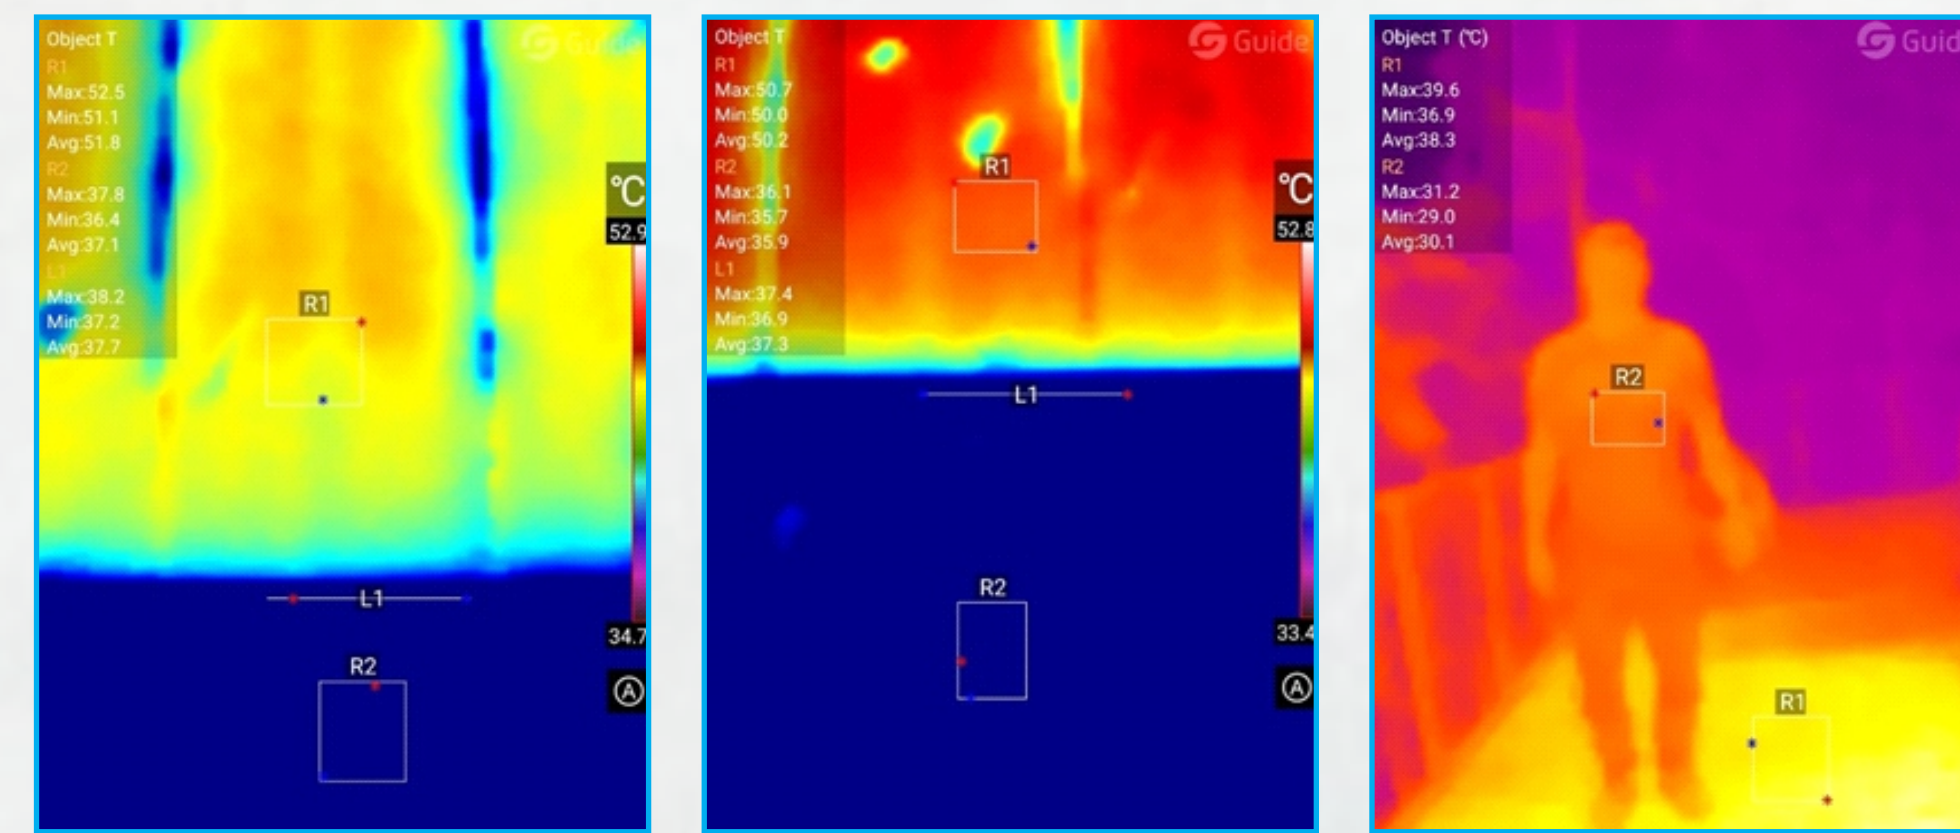 Object T
Guide
R1
Max:52.5
Min:51.1
Avg:51.8
R2
Max:37.8
Min:36.4
Avg:37.1
L1
Max:38.2
Min:37.2
Avg:37.7
°C
52.9
R1
L1
34.7
R2
A
Object T
Guide
R1
Max:50.7
Min:50.0
Avg:50.2
R2
Max:36.1
Min:35.7
Avg:35.9
L1
Max:37.4
Min:36.9
Avg:37.3
R1
°C
52.8
L1
R2
33.4
A
Object T (°C)
Guid
R1
Max:39.6
Min:36.9
Avg:38.3
R2
Max:31.2
Min:29.0
Avg:30.1
R2
R1